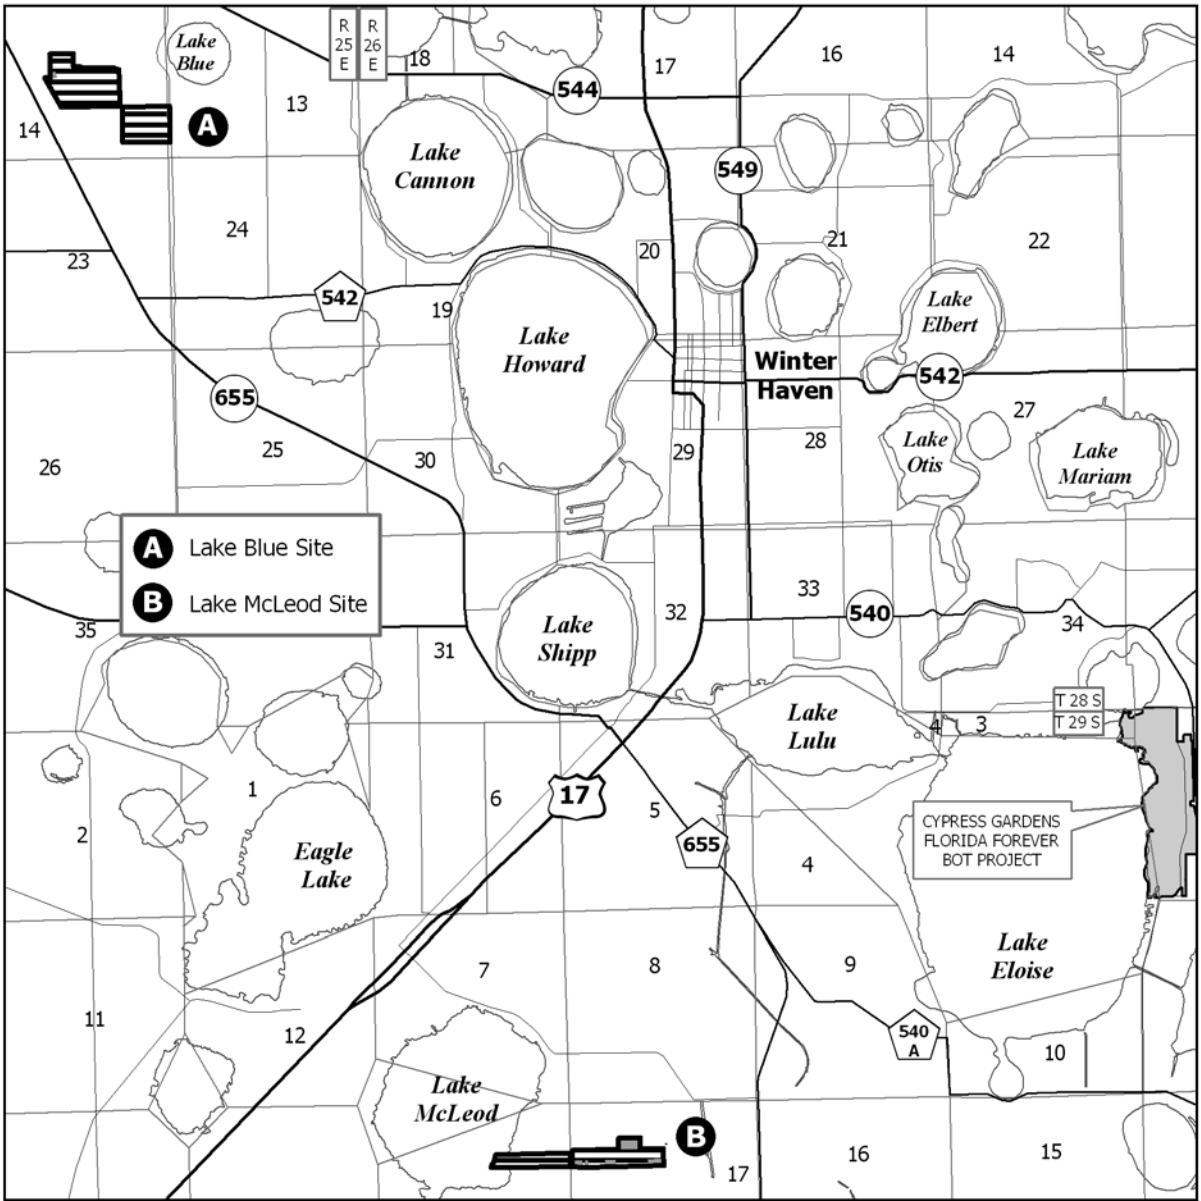 Lake
Blue
R
25
E
R
26
E
18
17
16
14
544
13
14
A
Lake
Cannon
549
24
23
20
21
22
542
19
Lake
Howard
Lake
Elbert
Winter
Haven
542
655
27
25
26
30
29
28
Lake
Otis
Lake
Mariam
A Lake Blue Site
B Lake McLeod Site
33
540
32
34
35
31
Lake
Shipp
T 28 S
T 29 S
Lake
Lulu
4
3
1
2
6
17
5
655
4
CYPRESS GARDENS
FLORIDA FOREVER
BOT PROJECT
Eagle
Lake
7
8
9
Lake
Eloise
11
12
540
A
10
Lake
McLeod
B
17
16
15